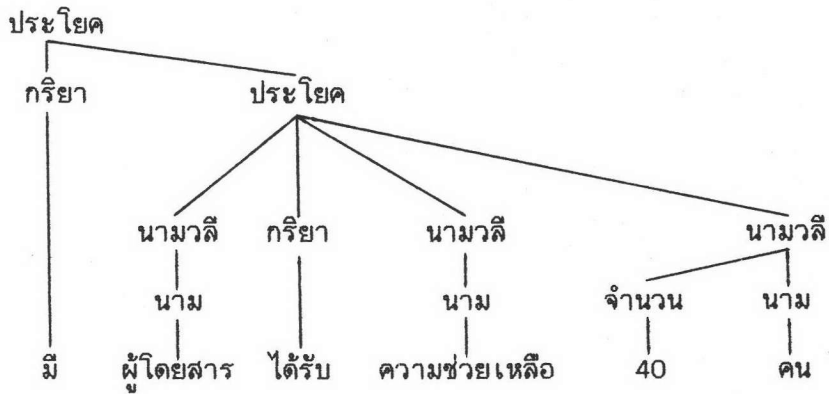 ประโยค
กริยา ประโยค
นามวลี กริยา นามวลี นามวลี
นาม นาม จำนวน นาม
มี ผู้โดยสาร ได้รับ ความช่วยเหลือ 40 คน